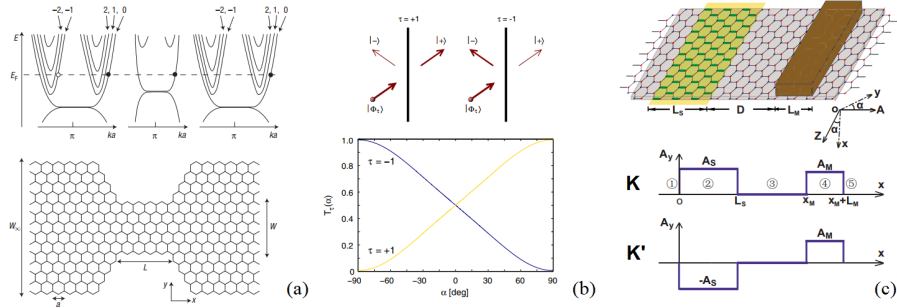 -2, -1
2, 1, 0
-2, -1
2, 1, 0
E
E_F
π
ka
π
ka
π
ka
W∞
W
L
a
y
x
(a)
τ = +1
τ = -1
|−⟩
|+⟩
|−⟩
|+⟩
|Φ_τ⟩
|Φ_τ⟩
1.0
0.8
0.6
0.4
0.2
0
T_τ(α)
τ = −1
τ = +1
−90
−60
−30
0
30
60
90
α [deg]
(b)
L_S
D
L_M
y
o
α
A
α
Z
x
K
A_y
A_S
A_M
①
②
③
④
⑤
x
o
L_S
x_M
x_M+L_M
K'
A_y
A_M
x
-A_S
(c)